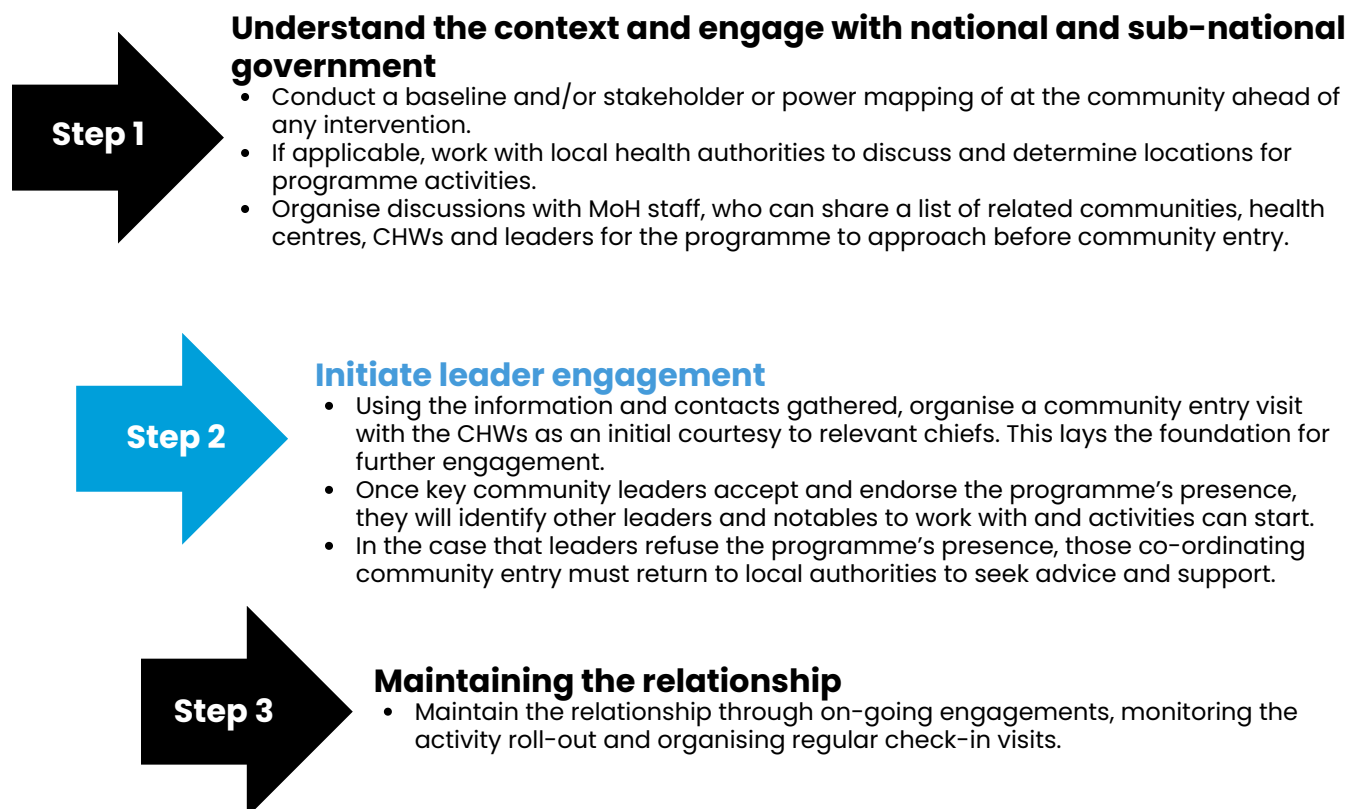 Understand the context and engage with national and sub-national
government
Step 1
• Conduct a baseline and/or stakeholder or power mapping of at the community ahead of
any intervention.
• If applicable, work with local health authorities to discuss and determine locations for
programme activities.
• Organise discussions with MoH staff, who can share a list of related communities, health
centres, CHWs and leaders for the programme to approach before community entry.
Step 2
Initiate leader engagement
• Using the information and contacts gathered, organise a community entry visit
with the CHWs as an initial courtesy to relevant chiefs. This lays the foundation for
further engagement.
• Once key community leaders accept and endorse the programme’s presence,
they will identify other leaders and notables to work with and activities can start.
• In the case that leaders refuse the programme’s presence, those co-ordinating
community entry must return to local authorities to seek advice and support.
Step 3
Maintaining the relationship
• Maintain the relationship through on-going engagements, monitoring the
activity roll-out and organising regular check-in visits.